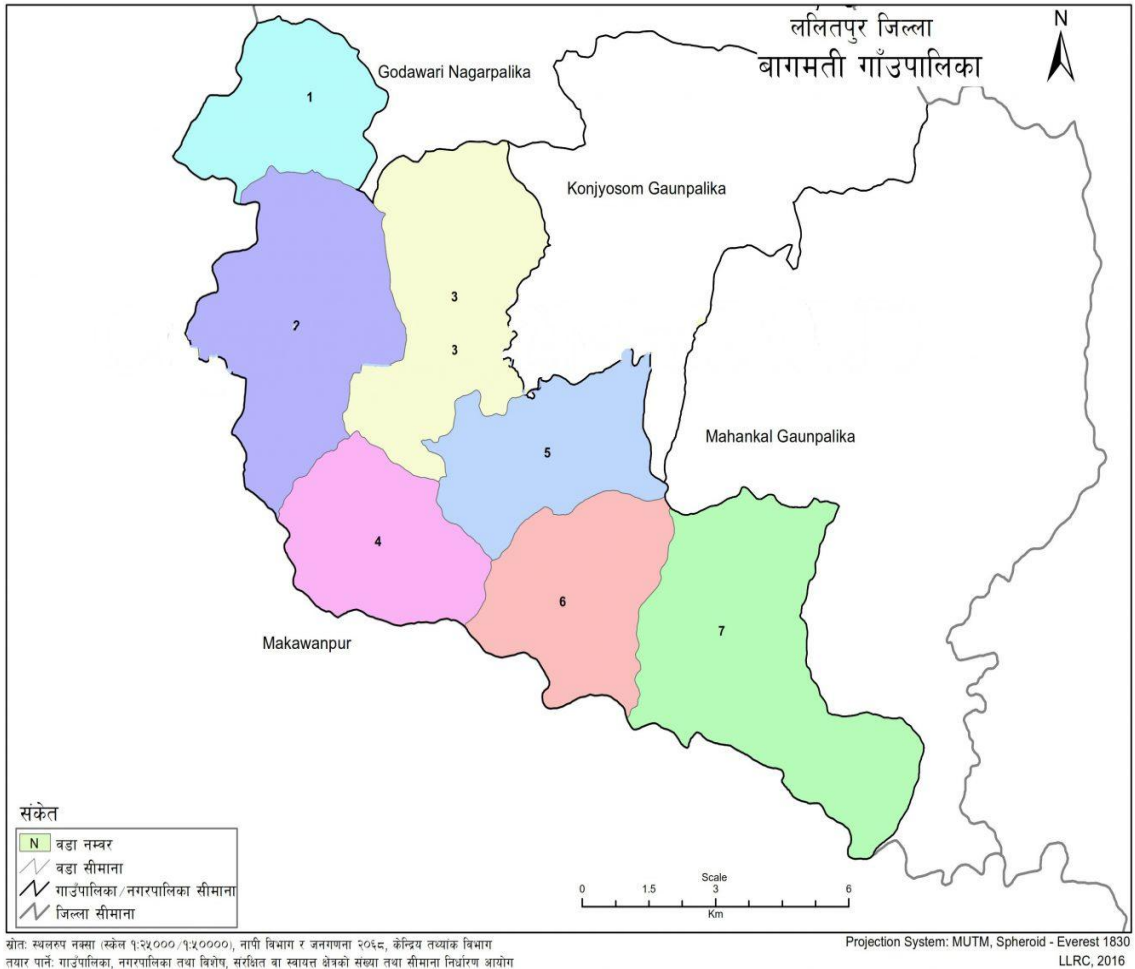 ललितपुर जिल्ला
बागमती गाँउपालिका
N
Godawari Nagarpalika
1
Konjyosom Gaunpalika
3
2
3
Mahankal Gaunpalika
5
4
6
7
Makawanpur
संकेत
N वडा नम्वर
वडा सीमाना
गाउँपालिका/नगरपालिका सीमाना
जिल्ला सीमाना
Scale
0 1.5 3 6
Km
स्रोतः स्थलरुप नक्सा (स्केल १:२५०००/१:५००००), नापी विभाग र जनगणना २०६८, केन्द्रिय तथ्यांक विभाग
तयार पार्नेः गाउँपालिका, नगरपालिका तथा विशेष, संरक्षित वा स्वायत्त क्षेत्रको संख्या तथा सीमाना निर्धारण आयोग
Projection System: MUTM, Spheroid - Everest 1830
LLRC, 2016